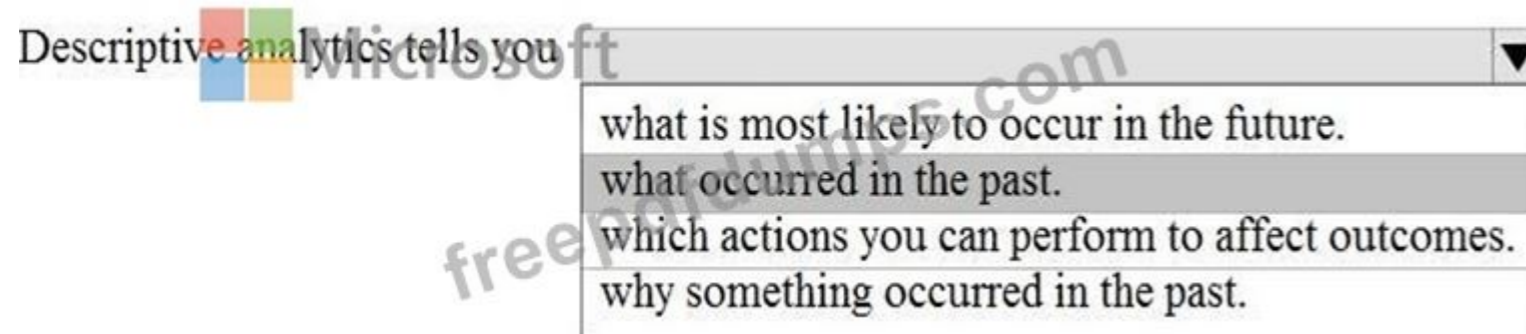 Descriptive analytics tells you
Microsoft
what is most likely to occur in the future.
what occurred in the past.
which actions you can perform to affect outcomes.
why something occurred in the past.
freepdfdumps.com